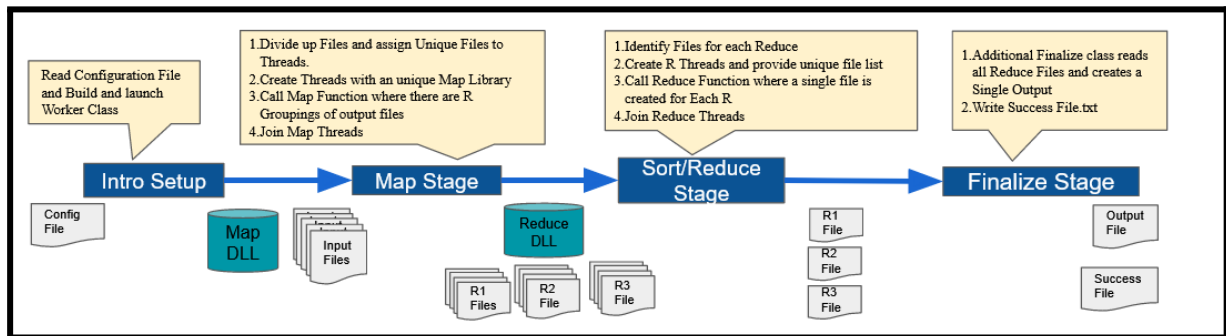 Read Configuration File
and Build and launch
Worker Class
1.Divide up Files and assign Unique Files to
Threads.
2.Create Threads with an unique Map Library
3.Call Map Function where there are R
Groupings of output files
4.Join Map Threads
1.Identify Files for each Reduce
2.Create R Threads and provide unique file list
3.Call Reduce Function where a single file is
created for Each R
4.Join Reduce Threads
1.Additional Finalize class reads
all Reduce Files and creates a
Single Output
2.Write Success File.txt
Intro Setup
Map Stage
Sort/Reduce
Stage
Finalize Stage
Config
File
Map
DLL
Input
Files
Reduce
DLL
R1
Files
R2
File
R3
File
R1
File
R2
File
R3
File
Output
File
Success
File